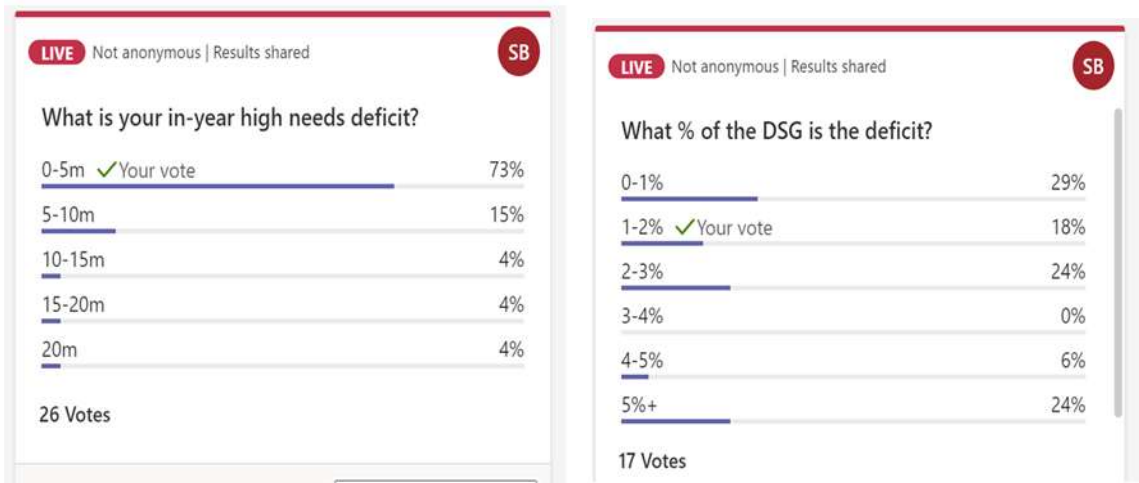 LIVE Not anonymous | Results shared SB
What is your in-year high needs deficit?
0-5m ✓Your vote 73%
5-10m 15%
10-15m 4%
15-20m 4%
20m 4%
26 Votes
LIVE Not anonymous | Results shared SB
What % of the DSG is the deficit?
0-1% 29%
1-2% ✓Your vote 18%
2-3% 24%
3-4% 0%
4-5% 6%
5%+ 24%
17 Votes